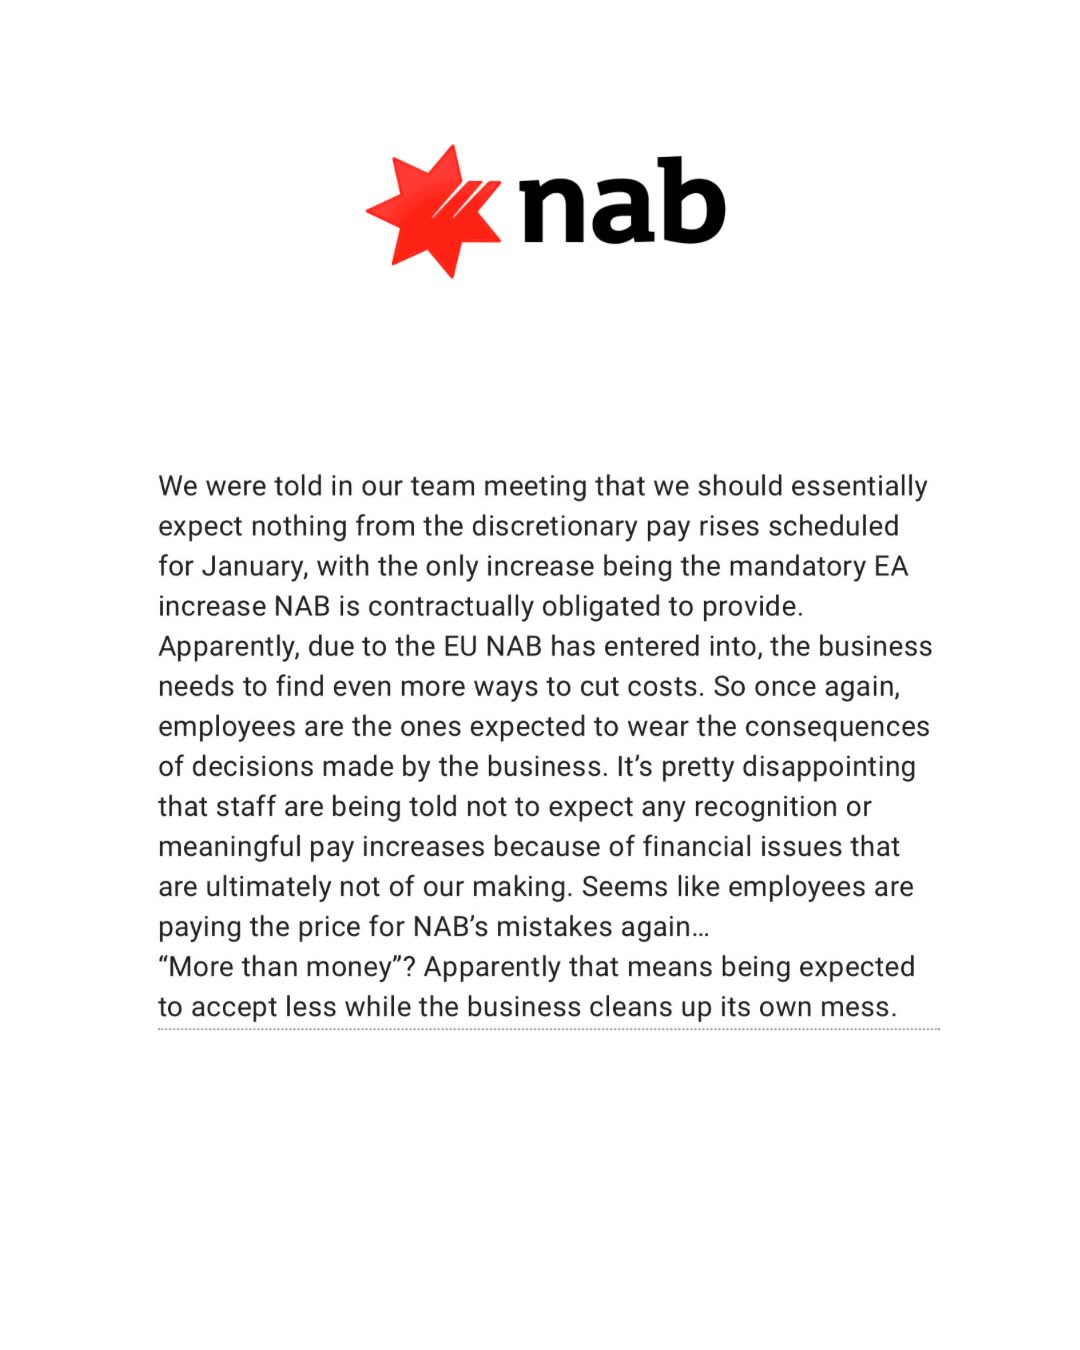 nab
We were told in our team meeting that we should essentially
expect nothing from the discretionary pay rises scheduled
for January, with the only increase being the mandatory EA
increase NAB is contractually obligated to provide.
Apparently, due to the EU NAB has entered into, the business
needs to find even more ways to cut costs. So once again,
employees are the ones expected to wear the consequences
of decisions made by the business. It’s pretty disappointing
that staff are being told not to expect any recognition or
meaningful pay increases because of financial issues that
are ultimately not of our making. Seems like employees are
paying the price for NAB’s mistakes again…
“More than money”? Apparently that means being expected
to accept less while the business cleans up its own mess.